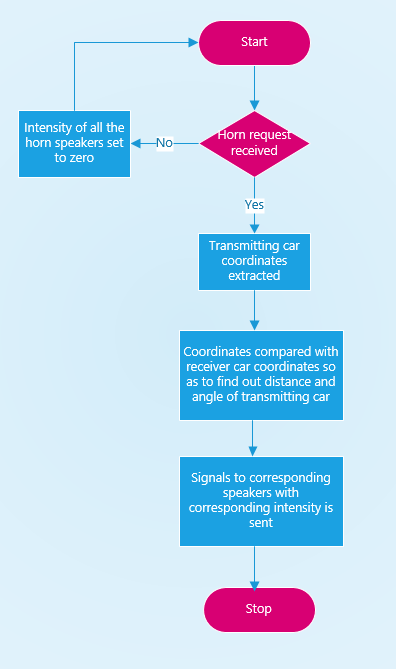 Start
Horn request
received
No
Intensity of all the
horn speakers set
to zero
Yes
Transmitting car
coordinates
extracted
Coordinates compared with
receiver car coordinates so
as to find out distance and
angle of transmitting car
Signals to corresponding
speakers with
corresponding intensity is
sent
Stop